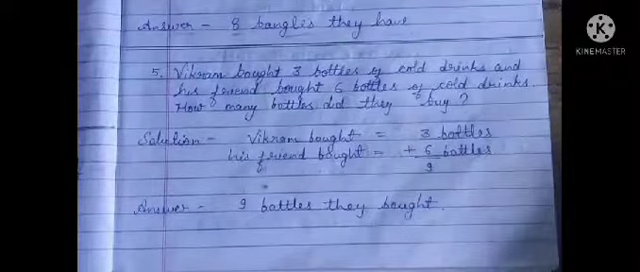 Answer - 8 banglis they have
5. Vikram bought 3 bottles of cold drinks and
his friend bought 6 bottles of cold drinks.
How many bottles did they buy ?
Solution - Vikram bought = 3 bottles
his friend bought = + 6 bottles
9
Answer - 9 bottles they bought
KINEMASTER